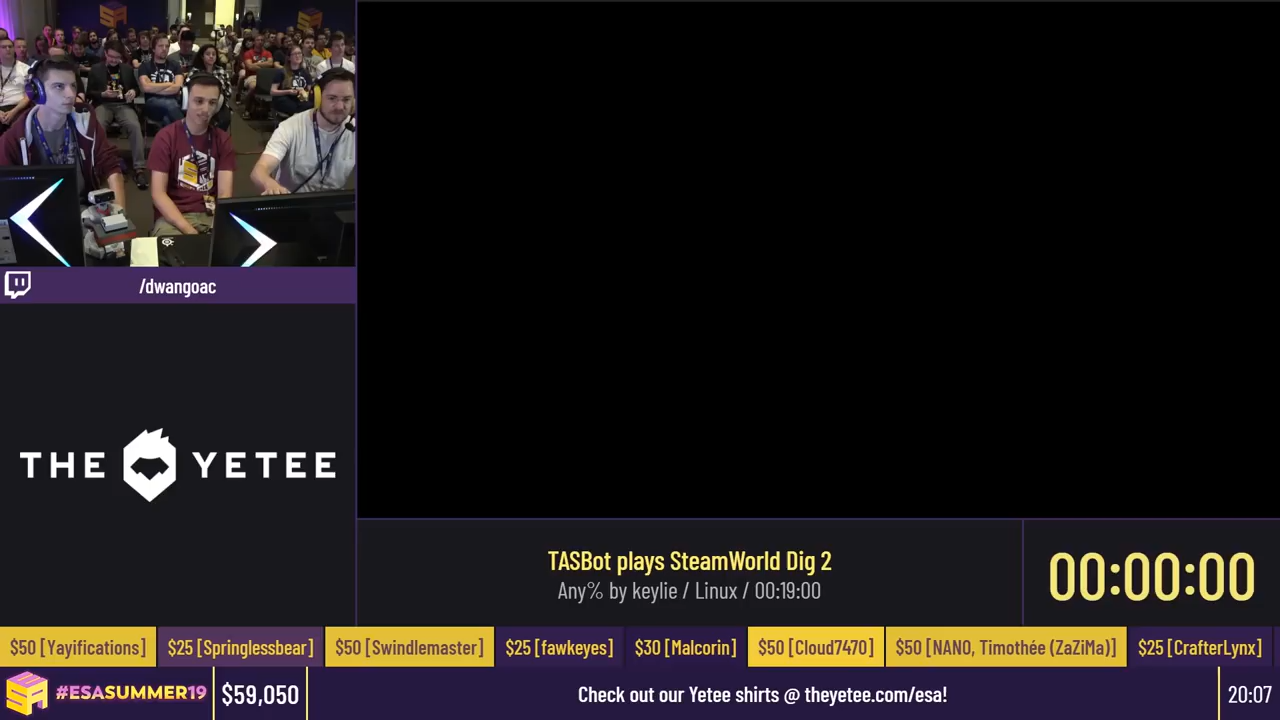 /dwangoac
THE YETEE
TASBot plays SteamWorld Dig 2
Any% by keylie / Linux / 00:19:00
00:00:00
$50 [Yayifications] $25 [Springlessbear] $50 [Swindlemaster] $25 [fawkeyes] $30 [Malcorin] $50 [Cloud7470] $50 [NANO, Timothée (ZaZiMa)] $25 [CrafterLynx]
#ESASUMMER19 $59,050 Check out our Yetee shirts @ theyetee.com/esa! 20:07